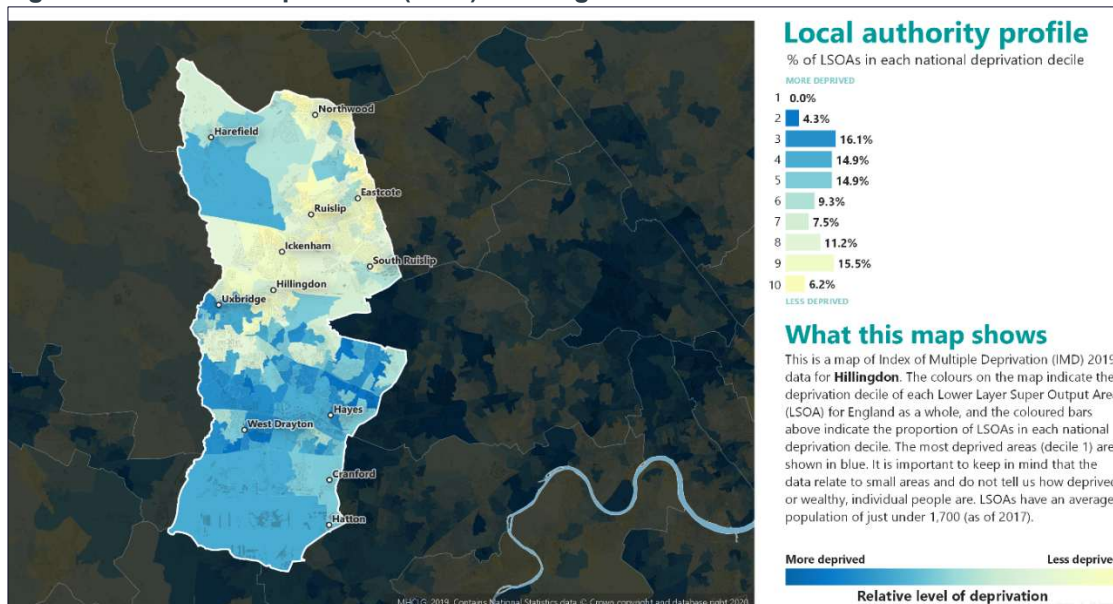 Local authority profile
% of LSOAs in each national deprivation decile
MORE DEPRIVED
1 0.0%
2 4.3%
3 16.1%
4 14.9%
5 14.9%
6 9.3%
7 7.5%
8 11.2%
9 15.5%
10 6.2%
LESS DEPRIVED
What this map shows
This is a map of Index of Multiple Deprivation (IMD) 2019
data for Hillingdon. The colours on the map indicate the
deprivation decile of each Lower Layer Super Output Area
(LSOA) for England as a whole, and the coloured bars
above indicate the proportion of LSOAs in each national
deprivation decile. The most deprived areas (decile 1) are
shown in blue. It is important to keep in mind that the
data relate to small areas and do not tell us how deprived,
or wealthy, individual people are. LSOAs have an average
population of just under 1,700 (as of 2017).
More deprived Less deprive
Relative level of deprivation
Northwood
Harefield
Eastcote
Ruislip
Ickenham
South Ruislip
Hillingdon
Uxbridge
Hayes
West Drayton
Cranford
Hatton
MHCLG, 2019. Contains National Statistics data © Crown copyright and database right 2020